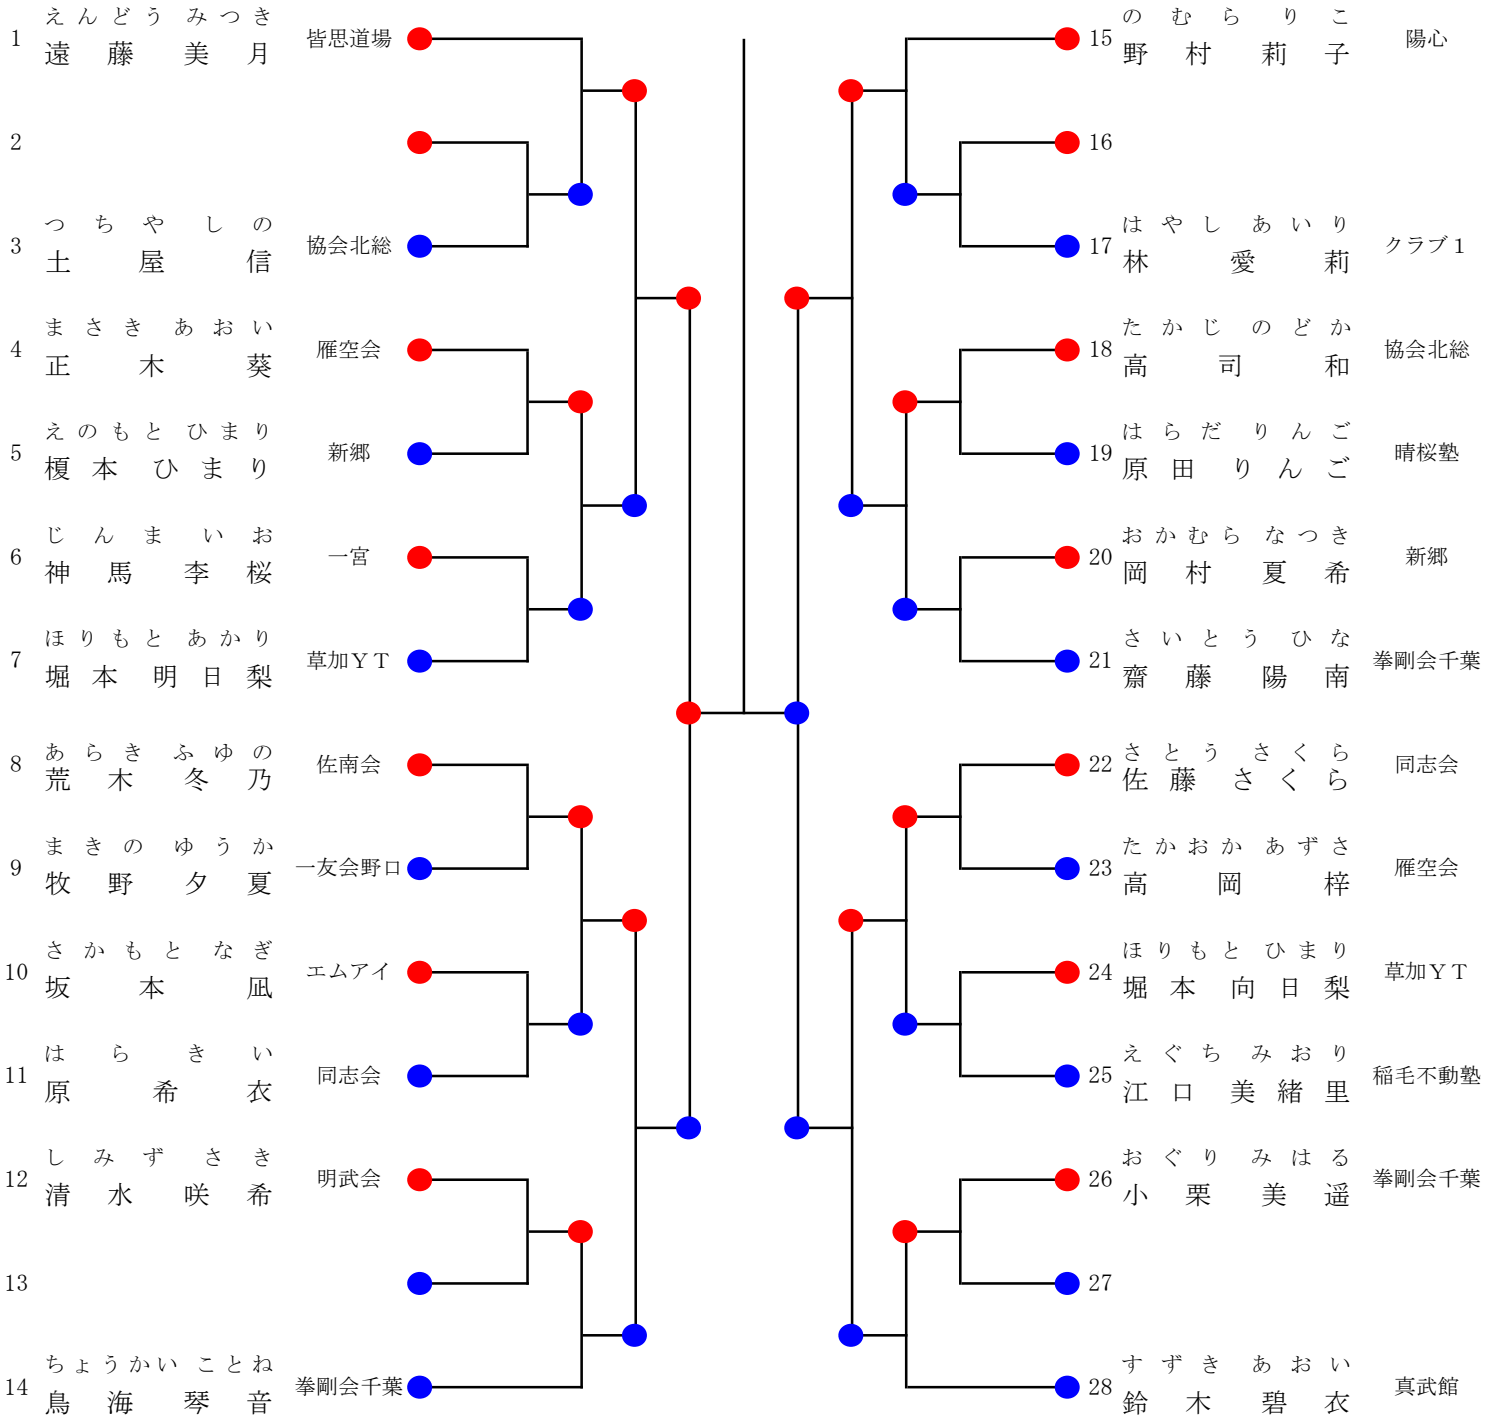 えんどう みつき
1 遠藤 美月 皆思道場
2
つちや しの
3 土屋 信 協会北総
まさき あおい
4 正木 葵 雁空会
えのもと ひまり
5 榎本 ひまり 新郷
じんま いお
6 神馬 李桜 一宮
ほりもと あかり
7 堀本 明日梨 草加ＹＴ
あらき ふゆの
8 荒木 冬乃 佐南会
まきの ゆうか
9 牧野 夕夏 一友会野口
さかもと なぎ
10 坂本 凪 エムアイ
はら きい
11 原 希衣 同志会
しみず さき
12 清水 咲希 明武会
13
ちょうかい ことね
14 鳥海 琴音 拳剛会千葉
のむら りこ
15 野村 莉子 陽心
16
はやし あいり
17 林 愛莉 クラブ１
たかじ のどか
18 高司 和 協会北総
はらだ りんご
19 原田 りんご 晴桜塾
おかむら なつき
20 岡村 夏希 新郷
さいとう ひな
21 齋藤 陽南 拳剛会千葉
さとう さくら
22 佐藤 さくら 同志会
たかおか あずさ
23 高岡 梓 雁空会
ほりもと ひまり
24 堀本 向日梨 草加ＹＴ
えぐち みおり
25 江口 美緒里 稲毛不動塾
おぐり みはる
26 小栗 美遥 拳剛会千葉
27
すずき あおい
28 鈴木 碧衣 真武館